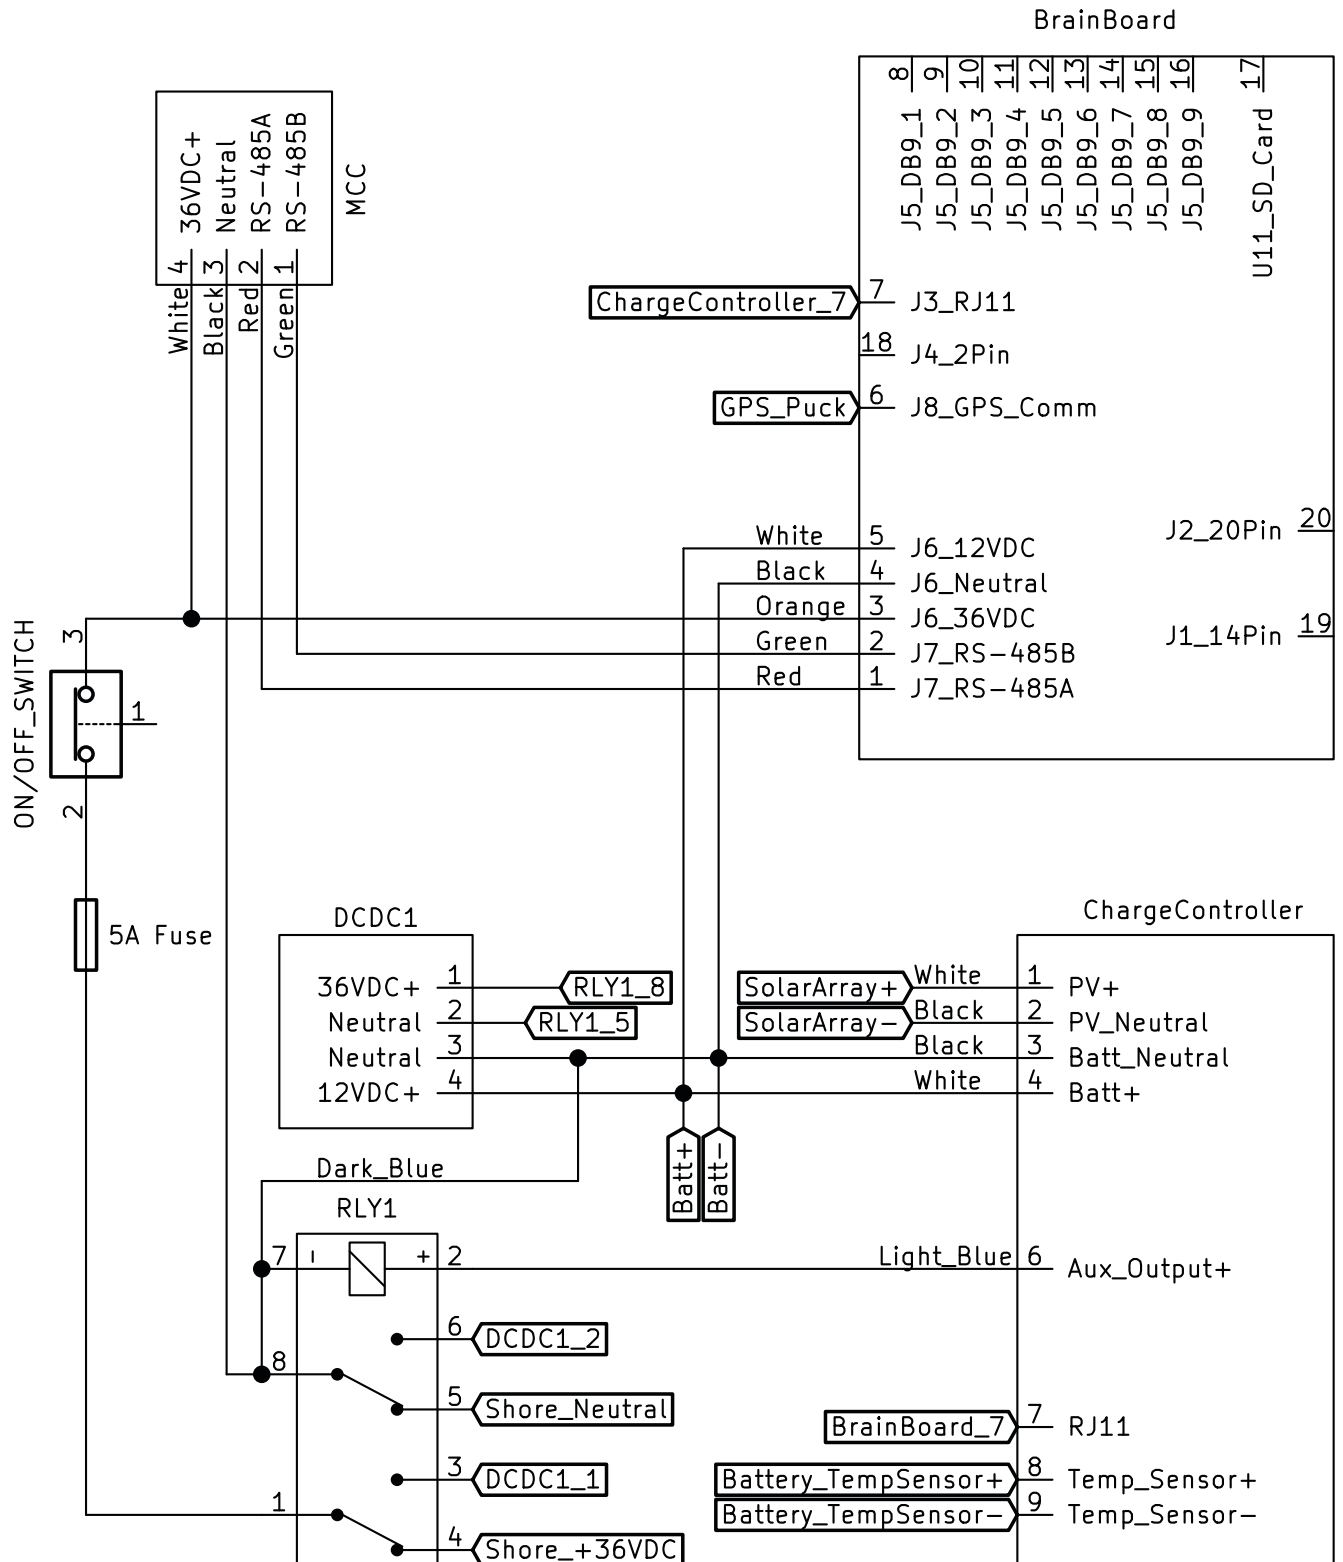 BrainBoard
8
9
10
11
12
13
14
15
16
17
J5_DB9_1
J5_DB9_2
J5_DB9_3
J5_DB9_4
J5_DB9_5
J5_DB9_6
J5_DB9_7
J5_DB9_8
J5_DB9_9
U11_SD_Card
36VDC+
Neutral
RS-485A
RS-485B
MCC
4
3
2
1
White
Black
Red
Green
ChargeController_7
7
J3_RJ11
18
J4_2Pin
GPS_Puck
6
J8_GPS_Comm
White
5
J6_12VDC
Black
4
J6_Neutral
Orange
3
J6_36VDC
Green
2
J7_RS-485B
Red
1
J7_RS-485A
J2_20Pin
20
J1_14Pin
19
ON/OFF_SWITCH
3
1
2
5A Fuse
DCDC1
36VDC+
1
RLY1_8
Neutral
2
RLY1_5
Neutral
3
12VDC+
4
ChargeController
SolarArray+
White
1
PV+
SolarArray-
Black
2
PV_Neutral
Black
3
Batt_Neutral
White
4
Batt+
Batt+
Batt-
Dark_Blue
RLY1
7
-
+
2
Light_Blue
6
Aux_Output+
6
DCDC1_2
8
5
Shore_Neutral
3
DCDC1_1
1
4
Shore_+36VDC
BrainBoard_7
7
RJ11
Battery_TempSensor+
8
Temp_Sensor+
Battery_TempSensor-
9
Temp_Sensor-